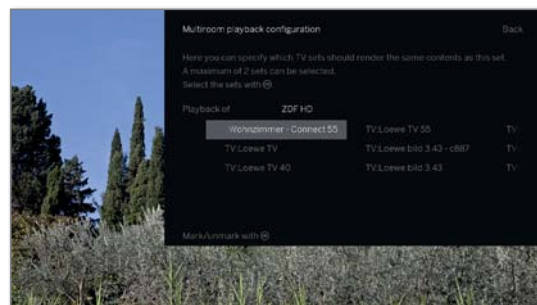 Multiroom playback configuration Back
Here you can specify which TV sets should render the same contents as this set.
A maximum of 2 sets can be selected.
Select the sets with OK
Playback of ZDF HD
:Wohnzimmer - Connect 55 TV:Loewe TV 55 TV:
TV:Loewe TV TV:Loewe bild 3.43 - c887 TV:
TV:Loewe TV 40 TV:Loewe bild 3.43 TV:
Mark/unmark with OK